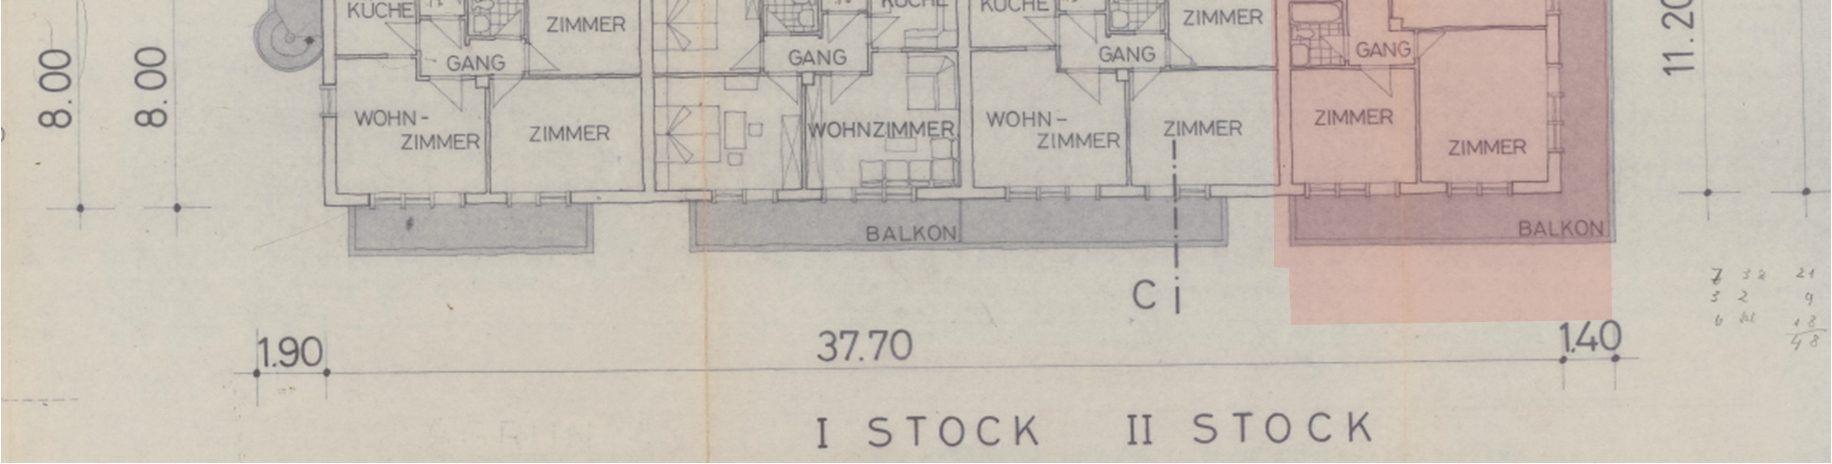 KÜCHE
ZIMMER
KÜCHE
KÜCHE
ZIMMER
11.20
8.00
8.00
GANG
GANG
GANG
GANG
WOHN-
ZIMMER
ZIMMER
WOHNZIMMER
WOHN-
ZIMMER
ZIMMER
ZIMMER
ZIMMER
BALKON
BALKON
C
1.90
37.70
1.40
I STOCK II STOCK